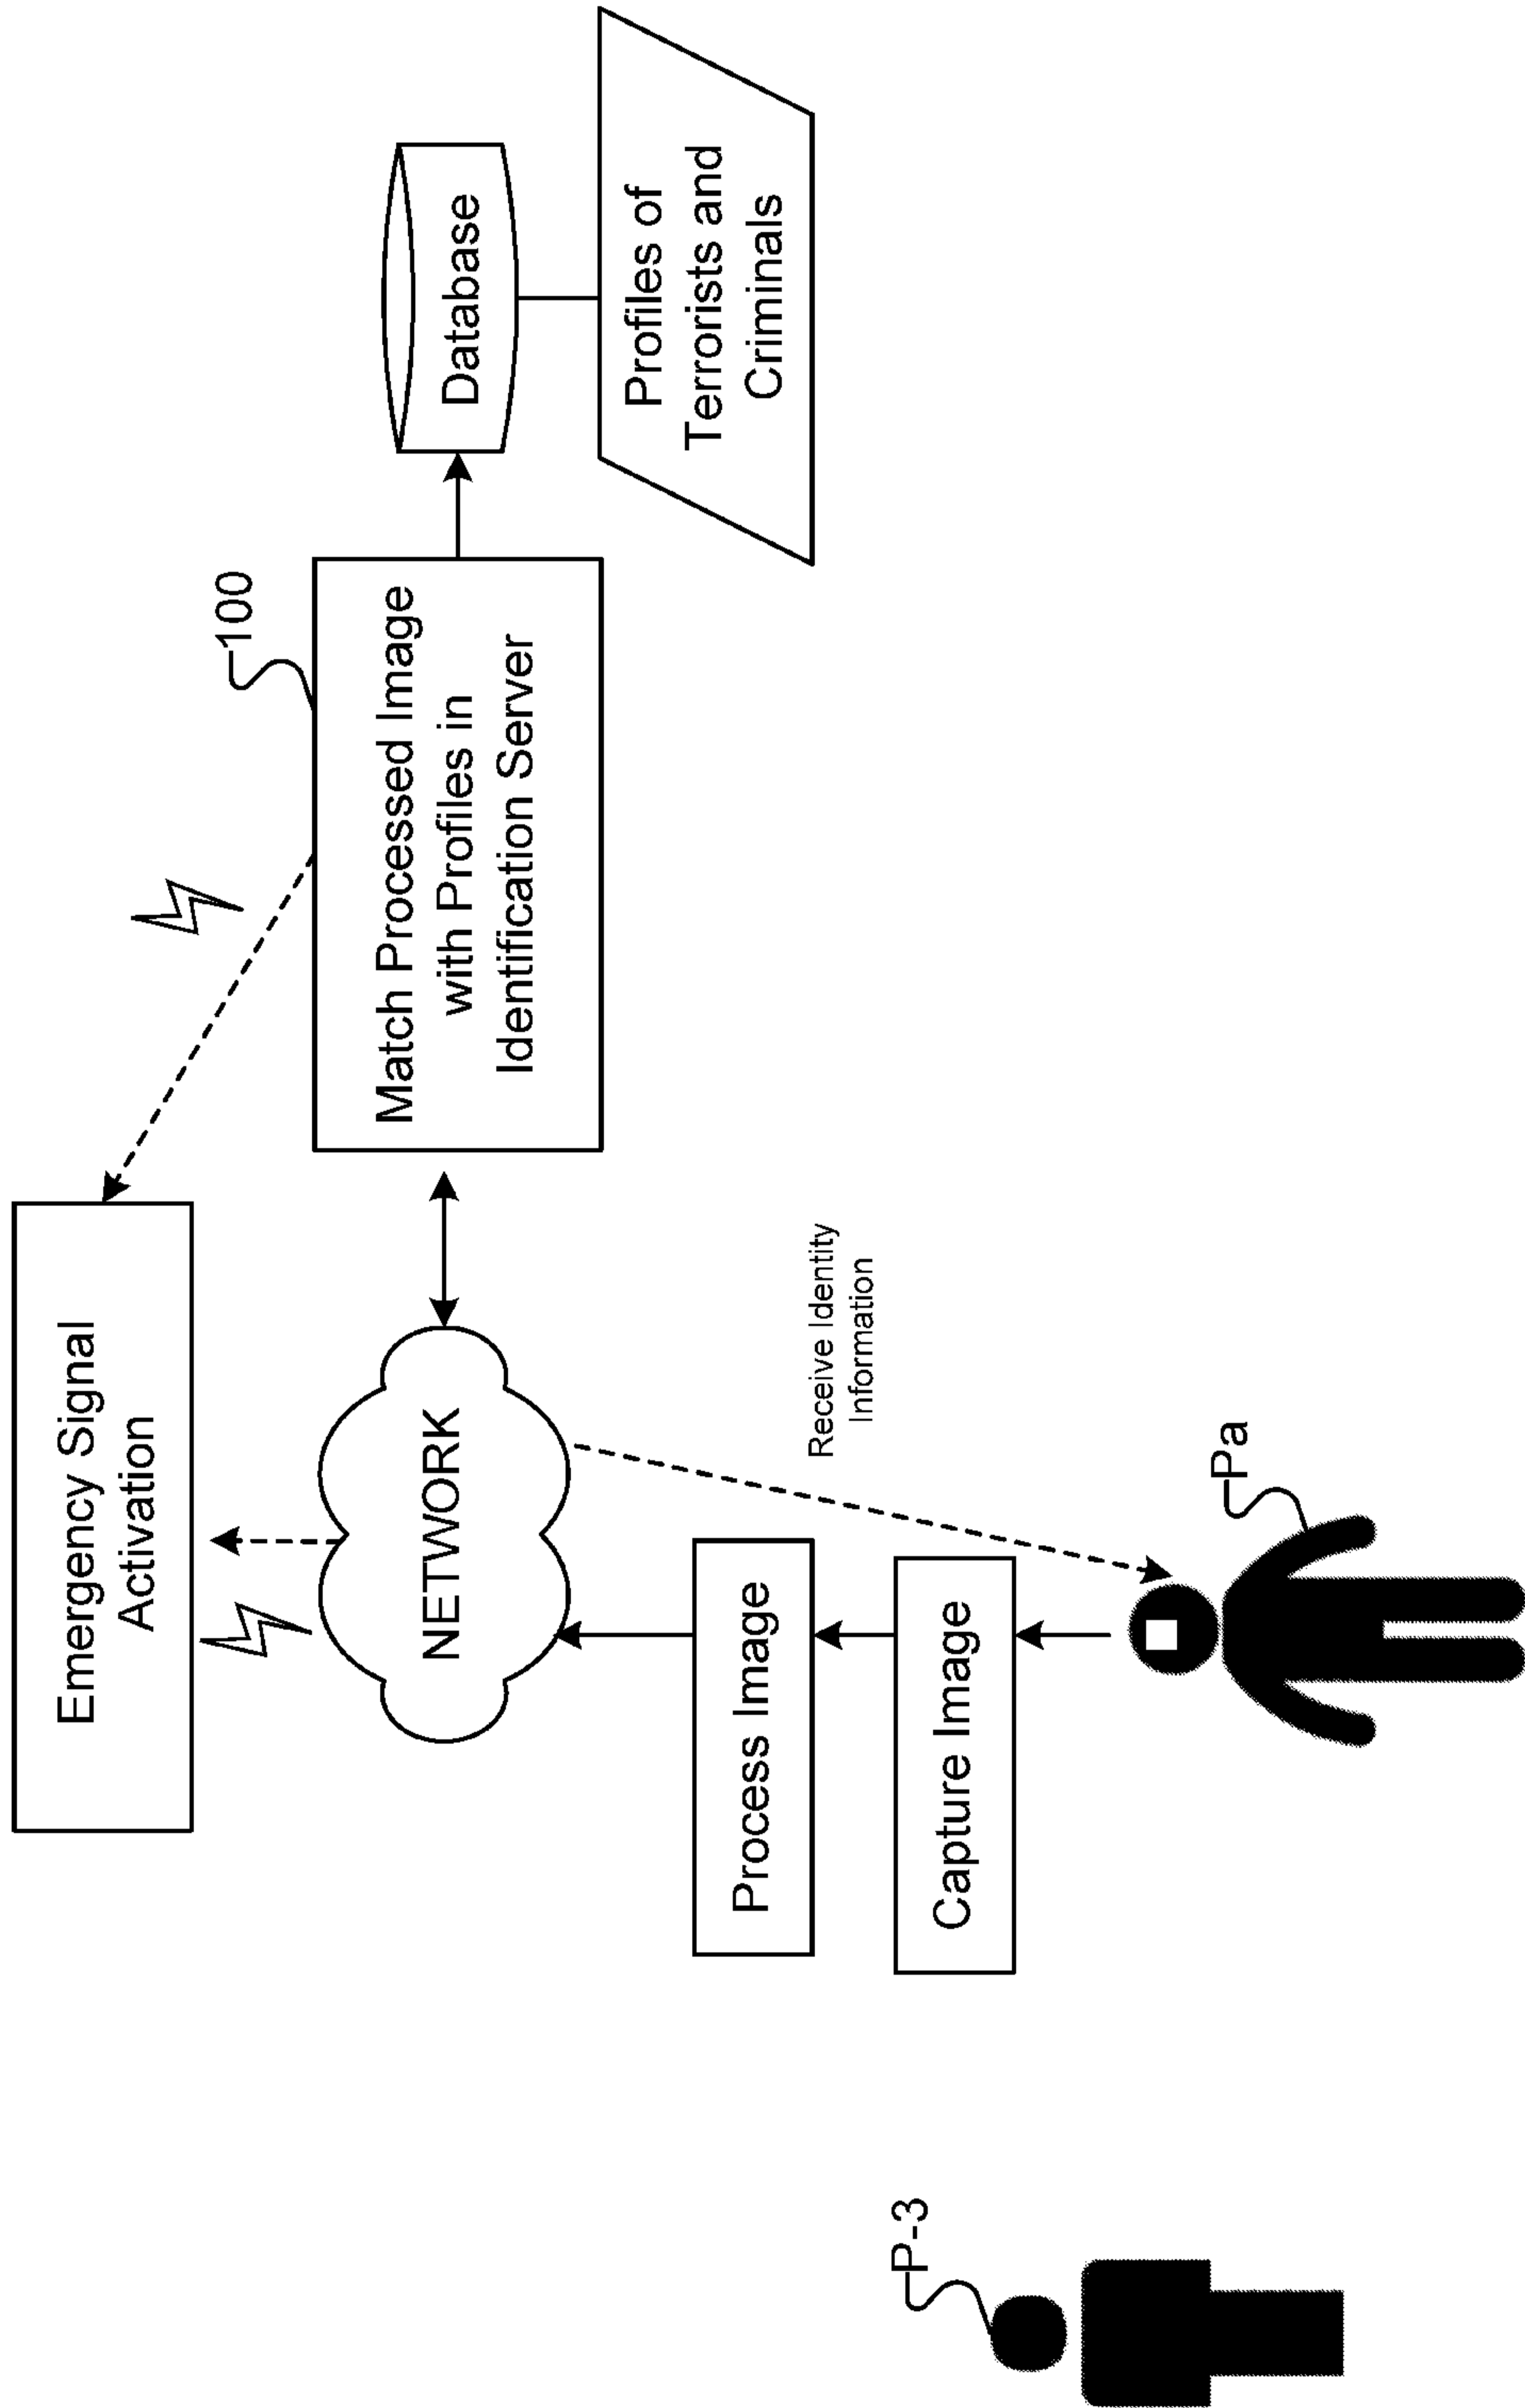 Emergency Signal
Activation
100
Match Processed Image
with Profiles in
Identification Server
Database
Profiles of
Terrorists and
Criminals
NETWORK
Receive Identity
Information
Process Image
Capture Image
Pa
P-3